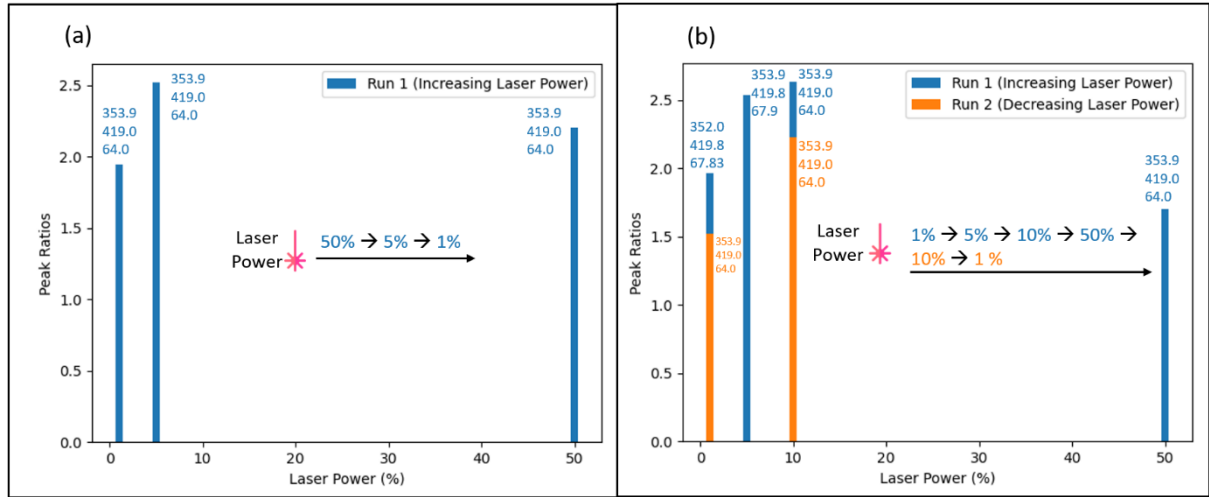 (a)
Run 1 (Increasing Laser Power)
353.9
419.0
64.0
353.9
419.0
64.0
353.9
419.0
64.0
Laser
Power
50% → 5% → 1%
Peak Ratios
2.5
2.0
1.5
1.0
0.5
0.0
0 10 20 30 40 50
Laser Power (%)
(b)
Run 1 (Increasing Laser Power)
Run 2 (Decreasing Laser Power)
352.0
419.8
67.83
353.9
419.8
67.9
353.9
419.0
64.0
353.9
419.0
64.0
353.9
419.0
64.0
353.9
419.0
64.0
Laser
Power
1% → 5% → 10% → 50% →
10% → 1 %
Peak Ratios
2.5
2.0
1.5
1.0
0.5
0.0
0 10 20 30 40 50
Laser Power (%)